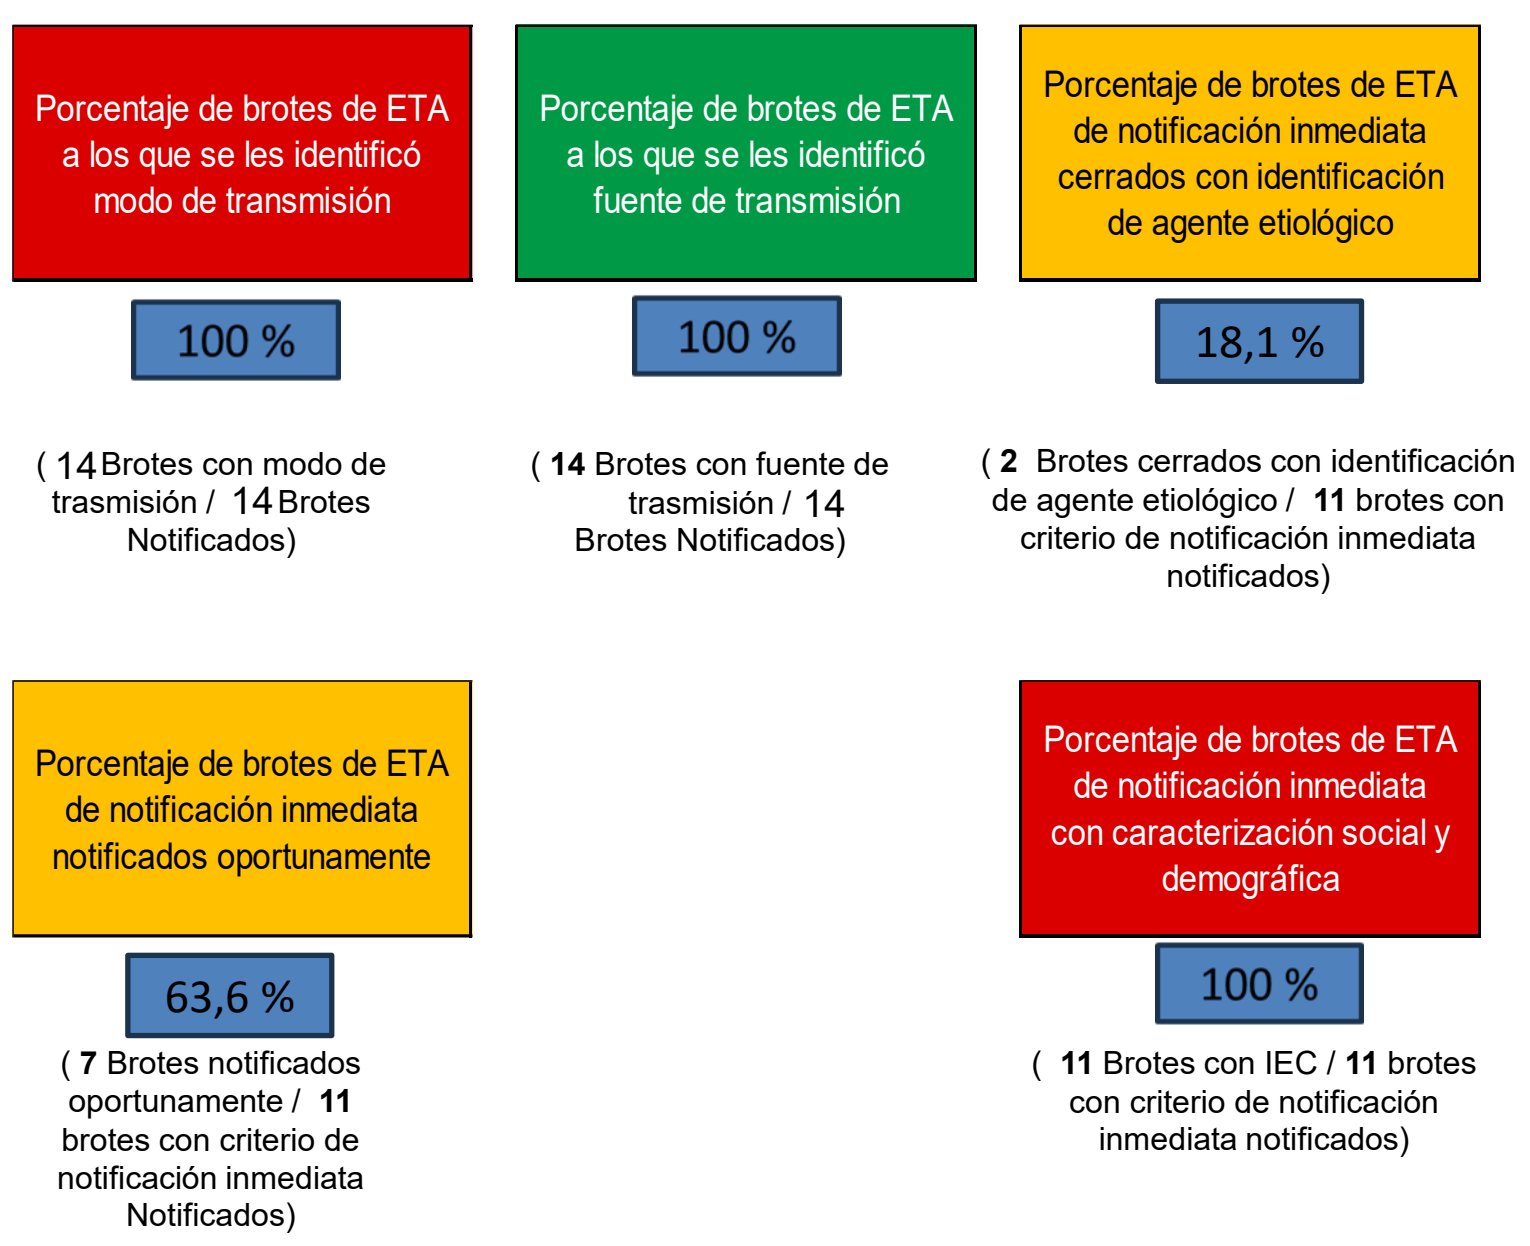 Porcentaje de brotes de ETA
a los que se les identificó
modo de transmisión
100 %
( 14 Brotes con modo de
trasmisión / 14 Brotes
Notificados)
Porcentaje de brotes de ETA
a los que se les identificó
fuente de transmisión
100 %
( 14 Brotes con fuente de
trasmisión / 14
Brotes Notificados)
Porcentaje de brotes de ETA
de notificación inmediata
cerrados con identificación
de agente etiológico
18,1 %
( 2 Brotes cerrados con identificación
de agente etiológico / 11 brotes con
criterio de notificación inmediata
notificados)
Porcentaje de brotes de ETA
de notificación inmediata
notificados oportunamente
63,6 %
( 7 Brotes notificados
oportunamente / 11
brotes con criterio de
notificación inmediata
Notificados)
Porcentaje de brotes de ETA
de notificación inmediata
con caracterización social y
demográfica
100 %
( 11 Brotes con IEC / 11 brotes
con criterio de notificación
inmediata notificados)